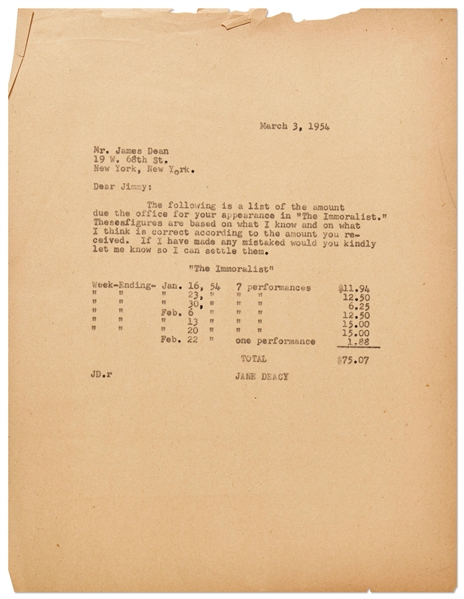 March 3, 1954
Mr. James Dean
19 W. 68th St.
New York, New York.
Dear Jimmy:
The following is a list of the amount
due the office for your appearance in "The Immoralist."
Thesesfigures are based on what I know and on what
I think is correct according to the amount you re-
ceived. If I have made any mistaked would you kindly
let me know so I can settle them.
"The Immoralist"
Week-Ending- Jan. 16, 54 7 performances $11.94
" " " 23, " " " 12.50
" " " 30, " " " 6.25
" " Feb. 6 " " " 12.50
" " " 13 " " " 15.00
" " " 20 " " " 15.00
Feb. 22 " one performance 1.88
TOTAL $75.07
JD.r JANE DEACY